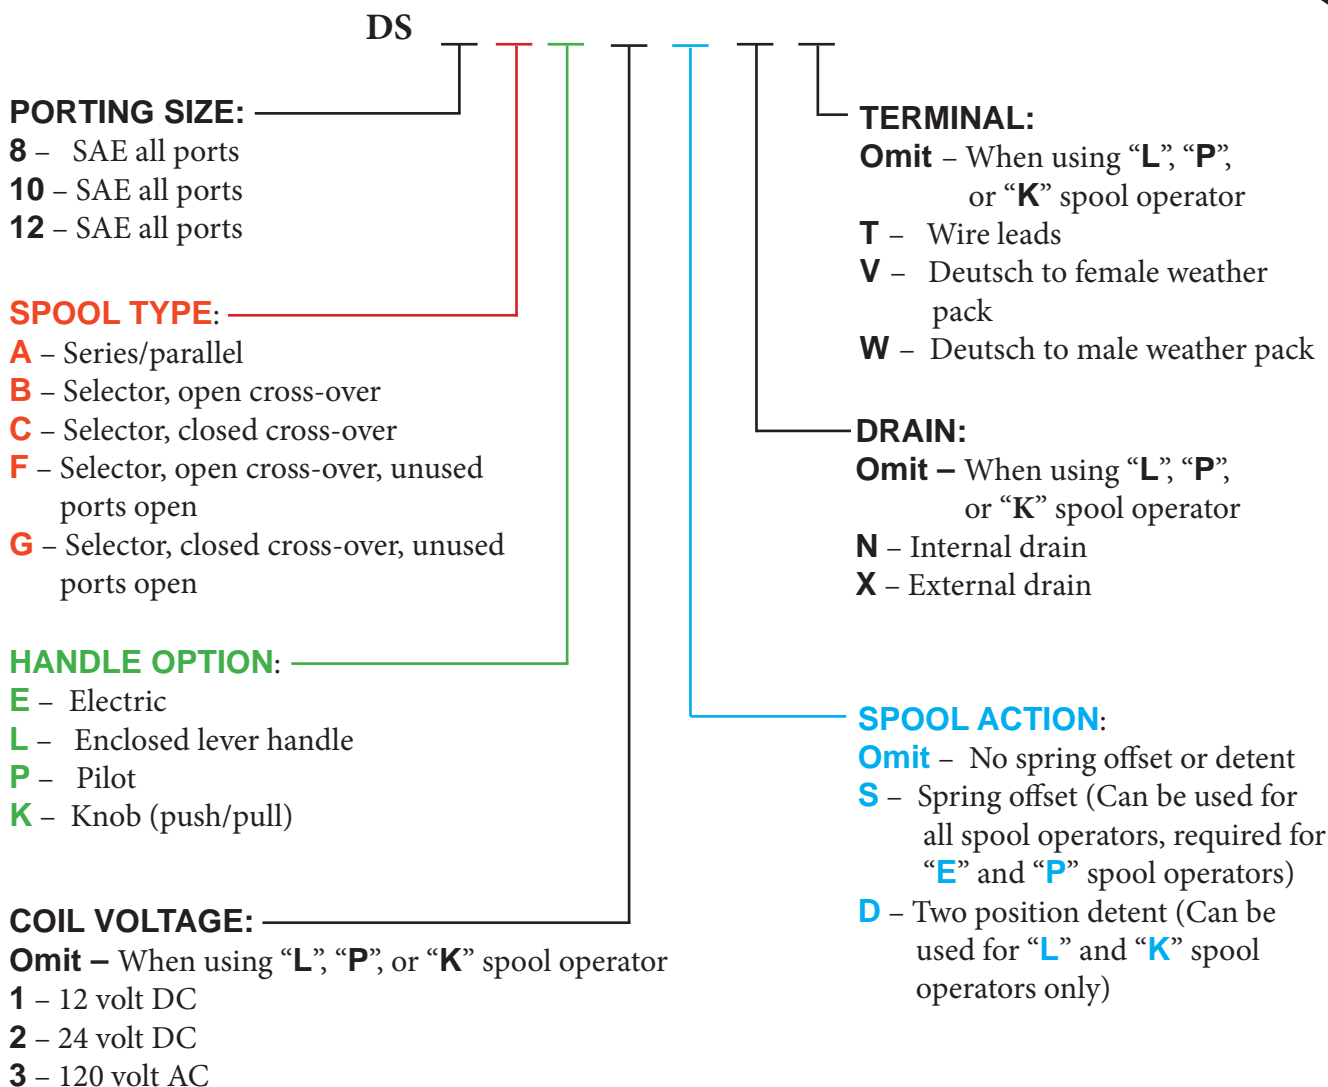 DS
PORTING SIZE:
8 – SAE all ports
10 – SAE all ports
12 – SAE all ports
SPOOL TYPE:
A – Series/parallel
B – Selector, open cross-over
C – Selector, closed cross-over
F – Selector, open cross-over, unused
ports open
G – Selector, closed cross-over, unused
ports open
HANDLE OPTION:
E – Electric
L – Enclosed lever handle
P – Pilot
K – Knob (push/pull)
COIL VOLTAGE:
Omit – When using “L”, “P”, or “K” spool operator
1 – 12 volt DC
2 – 24 volt DC
3 – 120 volt AC
TERMINAL:
Omit – When using “L”, “P”,
or “K” spool operator
T – Wire leads
V – Deutsch to female weather
pack
W – Deutsch to male weather pack
DRAIN:
Omit – When using “L”, “P”,
or “K” spool operator
N – Internal drain
X – External drain
SPOOL ACTION:
Omit – No spring offset or detent
S – Spring offset (Can be used for
all spool operators, required for
“E” and “P” spool operators)
D – Two position detent (Can be
used for “L” and “K” spool
operators only)